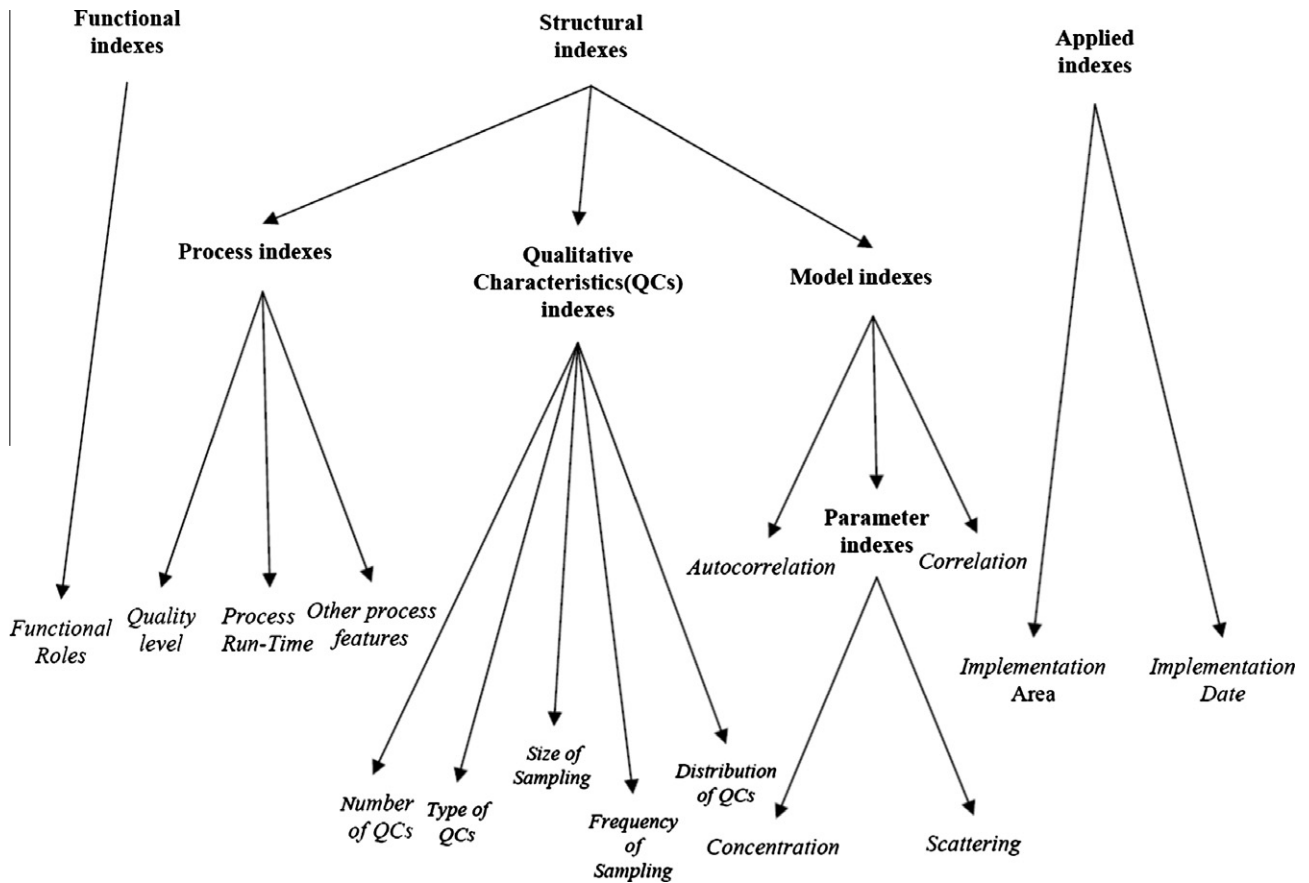 Functional
indexes
Structural
indexes
Applied
indexes
Process indexes
Qualitative
Characteristics(QCs)
indexes
Model indexes
Parameter
indexes
Autocorrelation
Correlation
Functional
Roles
Quality
level
Process
Run-Time
Other process
features
Implementation
Area
Implementation
Date
Size of
Sampling
Distribution
of QCs
Number
of QCs
Type of
QCs
Frequency
of
Sampling
Concentration
Scattering